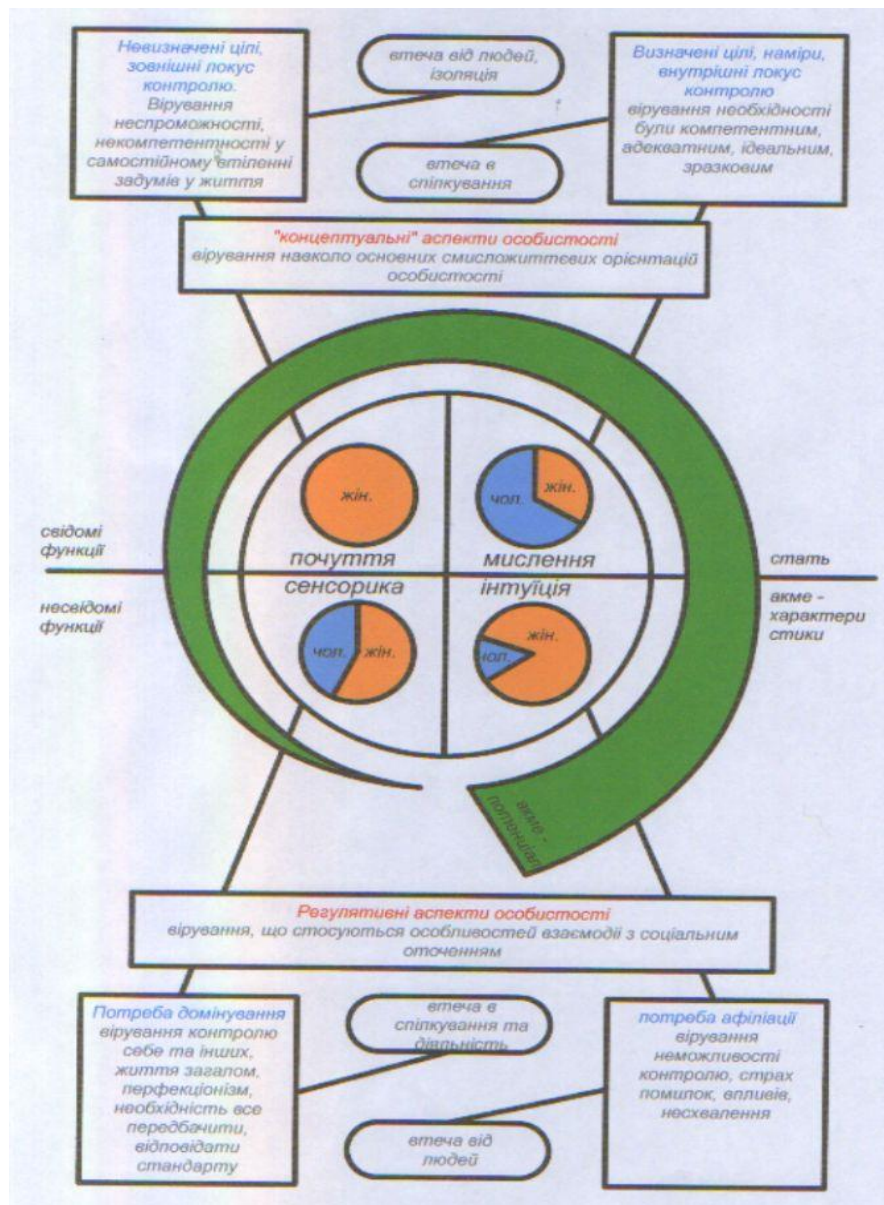 Невизначені цілі,
зовнішні локус
контролю.
Вірування
неспроможності,
некомпетентності у
самостійному втіленні
задумів у життя
втеча від людей,
ізоляція
втеча в
спілкування
Визначені цілі, наміри,
внутрішні локус
контролю
вірування необхідності
були компетентним,
адекватним, ідеальним,
зразковим
"концептуальні" аспекти особистості
вірування навколо основних смисложиттєвих орієнтацій
особистості
жін.
почуття
чол.
жін.
мислення
свідомі
функції
стать
несвідомі
функції
акме -
характери
стики
сенсорика
чол.
жін.
інтуїція
жін.
чол.
акме -
потенціал
Регулятивні аспекти особистості
вірування, що стосуються особливостей взаємодії з соціальним
оточенням
Потреба домінування
вірування контролю
себе та інших,
життя загалом,
перфекціонізм,
необхідність все
передбачити,
відповідати
стандарту
втеча в
спілкування та
діяльність
втеча від
людей
потреба афіліації
вірування
неможливості
контролю, страх
помилок, впливів,
несхвалення